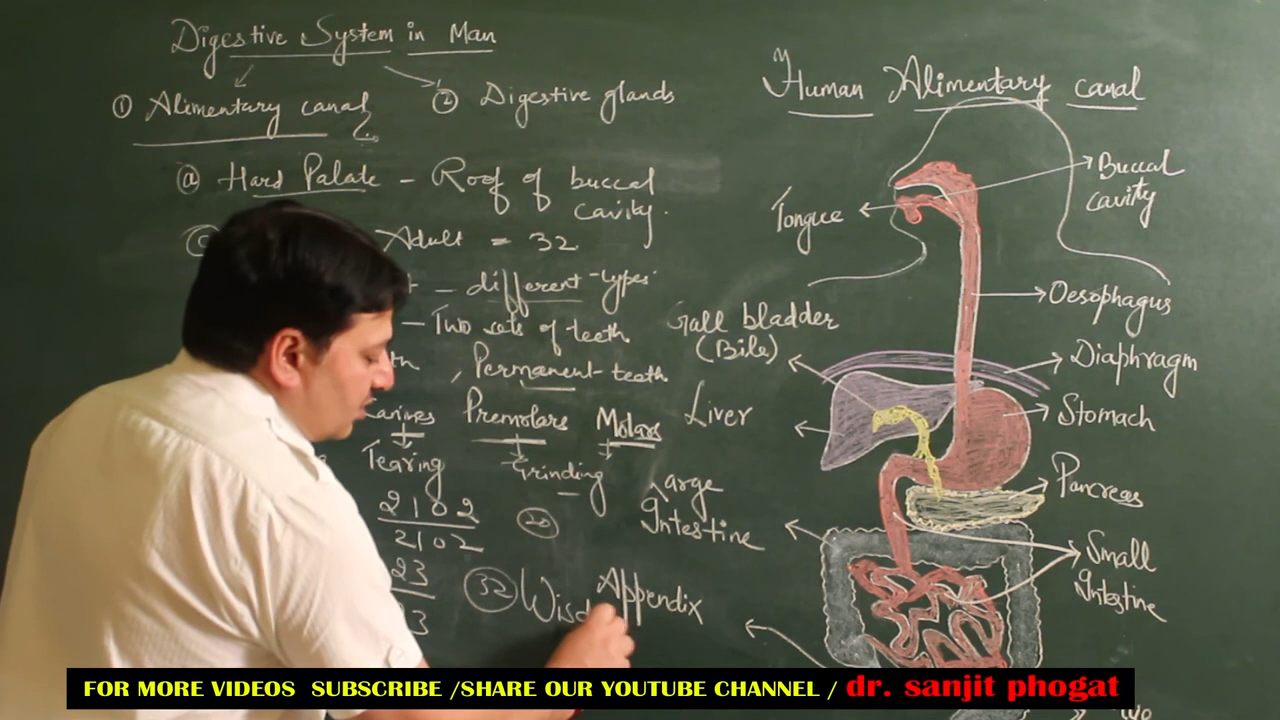 Digestive System in Man
① Alimentary canal
② Digestive glands
ⓐ Hard Palate - Roof of buccal
cavity.
Adult = 32
- different types
- Two sets of teeth
, Permanent teeth
Canines Premolars Molars
Tearing Grinding
2102
2102
20
23
32 Wisd
Human Alimentary canal
Buccal
cavity
Tongue
Oesophagus
Gall bladder
(Bile)
Diaphragm
Liver
Stomach
Pancreas
Large
Intestine
Small
Intestine
Appendix
FOR MORE VIDEOS SUBSCRIBE /SHARE OUR YOUTUBE CHANNEL / dr. sanjit phogat